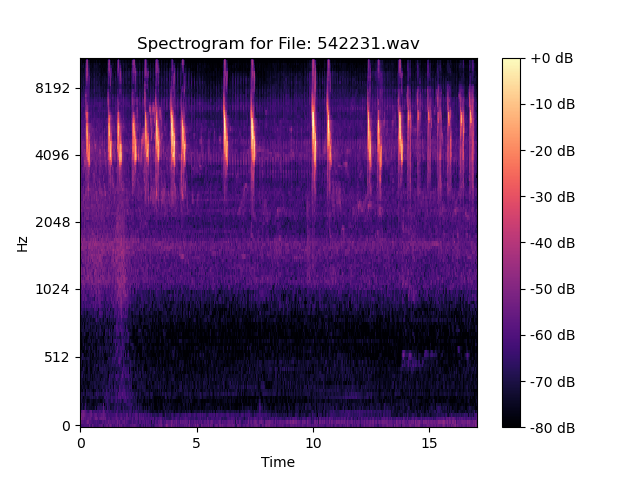 Spectrogram for File: 542231.wav
8192
4096
2048
1024
512
0
Hz
0 5 10 15
Time
+0 dB
-10 dB
-20 dB
-30 dB
-40 dB
-50 dB
-60 dB
-70 dB
-80 dB